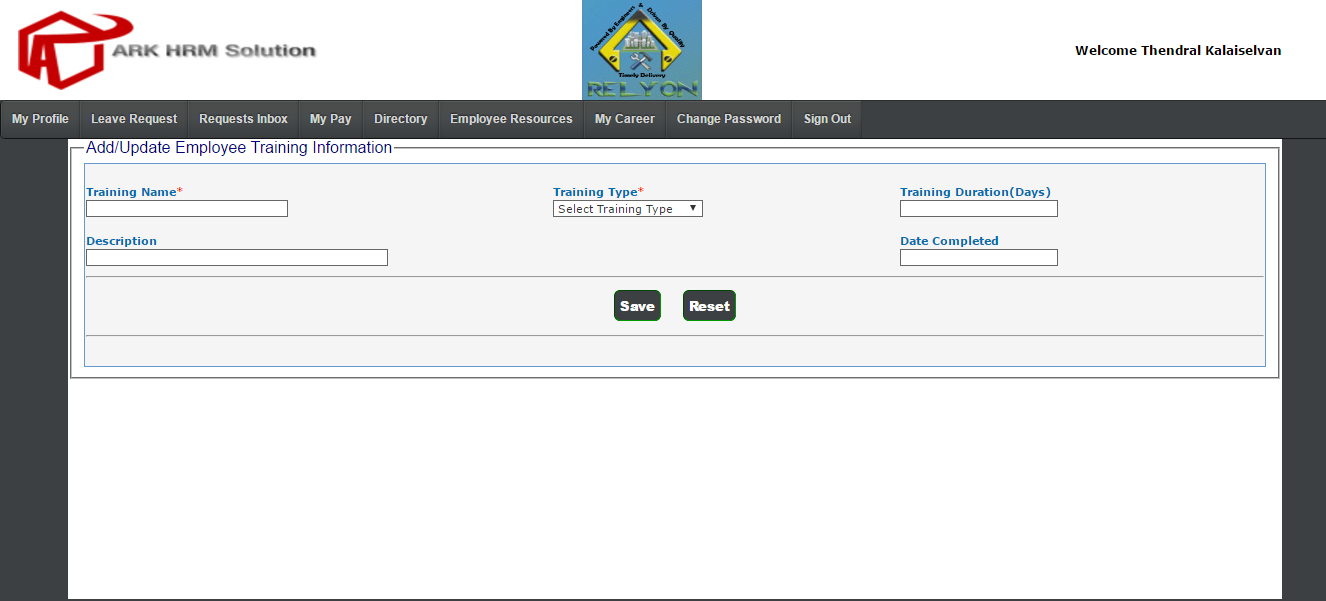 ARK HRM Solution
Powered By Engineers & Driven By Quality
Timely Delivery
RELYON
Welcome Thendral Kalaiselvan
My Profile Leave Request Requests Inbox My Pay Directory Employee Resources My Career Change Password Sign Out
Add/Update Employee Training Information
Training Name* Training Type* Training Duration(Days)
Select Training Type
Description Date Completed
Save Reset